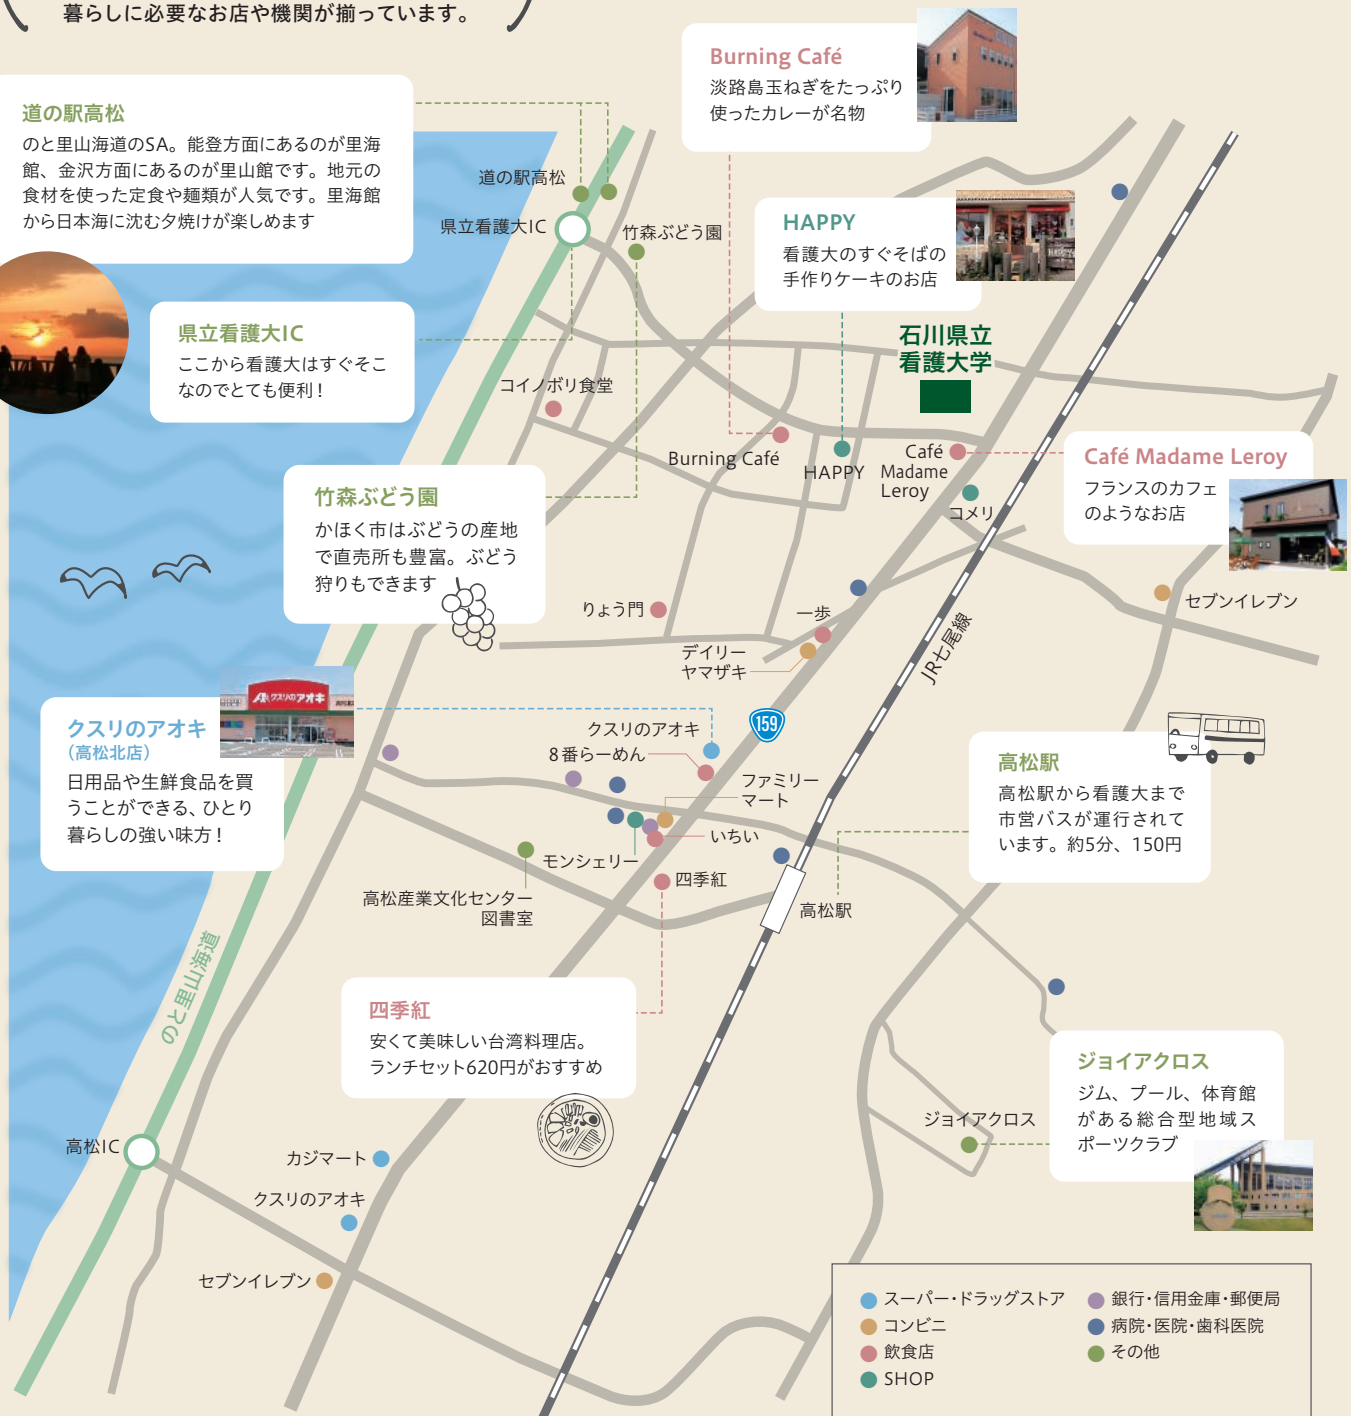 暮らしに必要なお店や機関が揃っています。
Burning Café
淡路島玉ねぎをたっぷり
使ったカレーが名物
道の駅高松
のと里山海道のSA。能登方面にあるのが里海
館、金沢方面にあるのが里山館です。地元の
食材を使った定食や麺類が人気です。里海館
から日本海に沈む夕焼けが楽しめます
道の駅高松
県立看護大IC
竹森ぶどう園
HAPPY
看護大のすぐそばの
手作りケーキのお店
県立看護大IC
ここから看護大はすぐそこ
なのでとても便利！
石川県立
看護大学
コイノボリ食堂
Burning Café
HAPPY
Café
Madame
Leroy
コメリ
Café Madame Leroy
フランスのカフェ
のようなお店
竹森ぶどう園
かほく市はぶどうの産地
で直売所も豊富。ぶどう
狩りもできます
セブンイレブン
りょう門
一歩
デイリー
ヤマザキ
JR七尾線
159
クスリのアオキ
クスリのアオキ
（高松北店）
日用品や生鮮食品を買
うことができる、ひとり
暮らしの強い味方！
クスリのアオキ
8番らーめん
ファミリー
マート
いちい
モンシェリー
四季紅
高松産業文化センター
図書室
高松駅
高松駅から看護大まで
市営バスが運行されて
います。約5分、150円
高松駅
のと里山海道
四季紅
安くて美味しい台湾料理店。
ランチセット620円がおすすめ
ジョイアクロス
ジム、プール、体育館
がある総合型地域ス
ポーツクラブ
ジョイアクロス
高松IC
カジマート
クスリのアオキ
セブンイレブン
スーパー・ドラッグストア
コンビニ
飲食店
SHOP
銀行・信用金庫・郵便局
病院・医院・歯科医院
その他